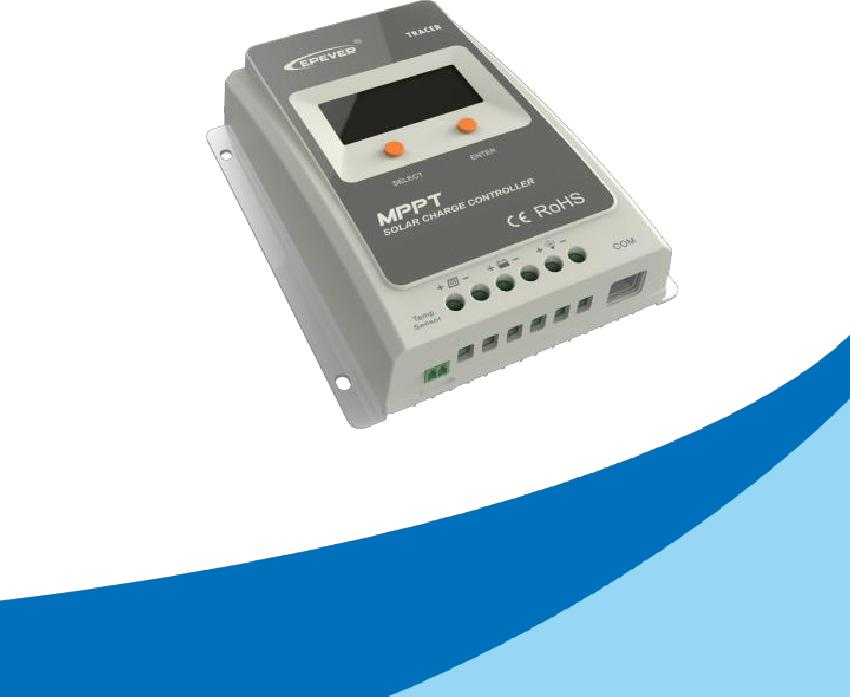 EPEVER®
TRACER
SELECT
ENTER
MPPT
SOLAR CHARGE CONTROLLER
CE RoHS
COM
+ − + − + −
Temp
Sensor